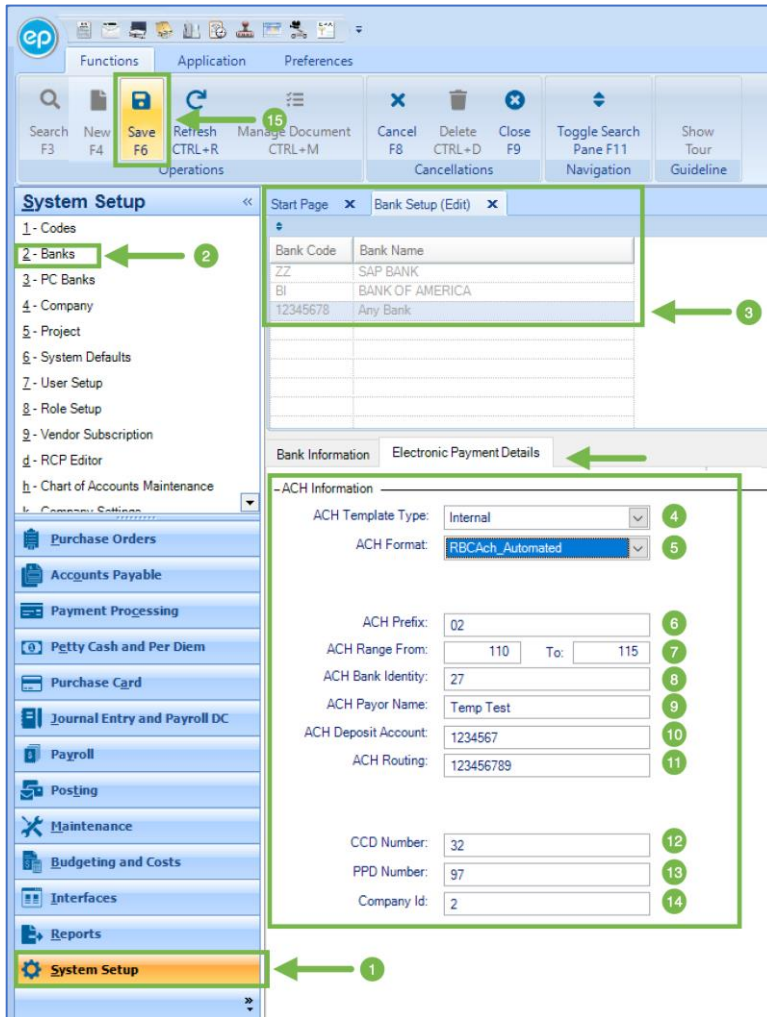 ep
Functions Application Preferences
Search New Save Refresh Manage Document Cancel Delete Close Toggle Search Show
F3 F4 F6 CTRL+R CTRL+M F8 CTRL+D F9 Pane F11 Tour
15
Operations Cancellations Navigation Guideline
System Setup «
1 - Codes
2 - Banks
2
3 - PC Banks
4 - Company
5 - Project
6 - System Defaults
7 - User Setup
8 - Role Setup
9 - Vendor Subscription
d - RCP Editor
h - Chart of Accounts Maintenance
k - Company Settings
Purchase Orders
Accounts Payable
Payment Processing
Petty Cash and Per Diem
Purchase Card
Journal Entry and Payroll DC
Payroll
Posting
Maintenance
Budgeting and Costs
Interfaces
Reports
System Setup
1
»
Start Page x Bank Setup (Edit) x
Bank Code Bank Name
ZZ SAP BANK
BI BANK OF AMERICA
12345678 Any Bank
3
Bank Information Electronic Payment Details
ACH Information
ACH Template Type: Internal 4
ACH Format: RBCAch_Automated 5
ACH Prefix: 02 6
ACH Range From: 110 To: 115 7
ACH Bank Identity: 27 8
ACH Payor Name: Temp Test 9
ACH Deposit Account: 1234567 10
ACH Routing: 123456789 11
CCD Number: 32 12
PPD Number: 97 13
Company Id: 2 14